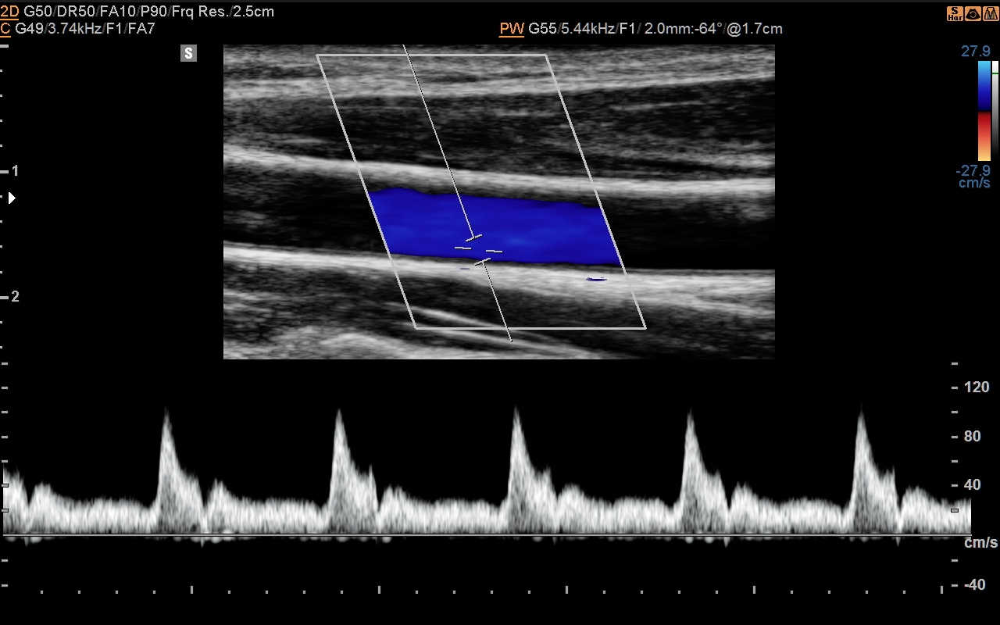 2D G50/DR50/FA10/P90/Frq Res./2.5cm
C G49/3.74kHz/F1/FA7
PW G55/5.44kHz/F1/ 2.0mm:-64°/@1.7cm
S
Har
M
S
27.9
-27.9
cm/s
1
2
120
80
40
cm/s
-40